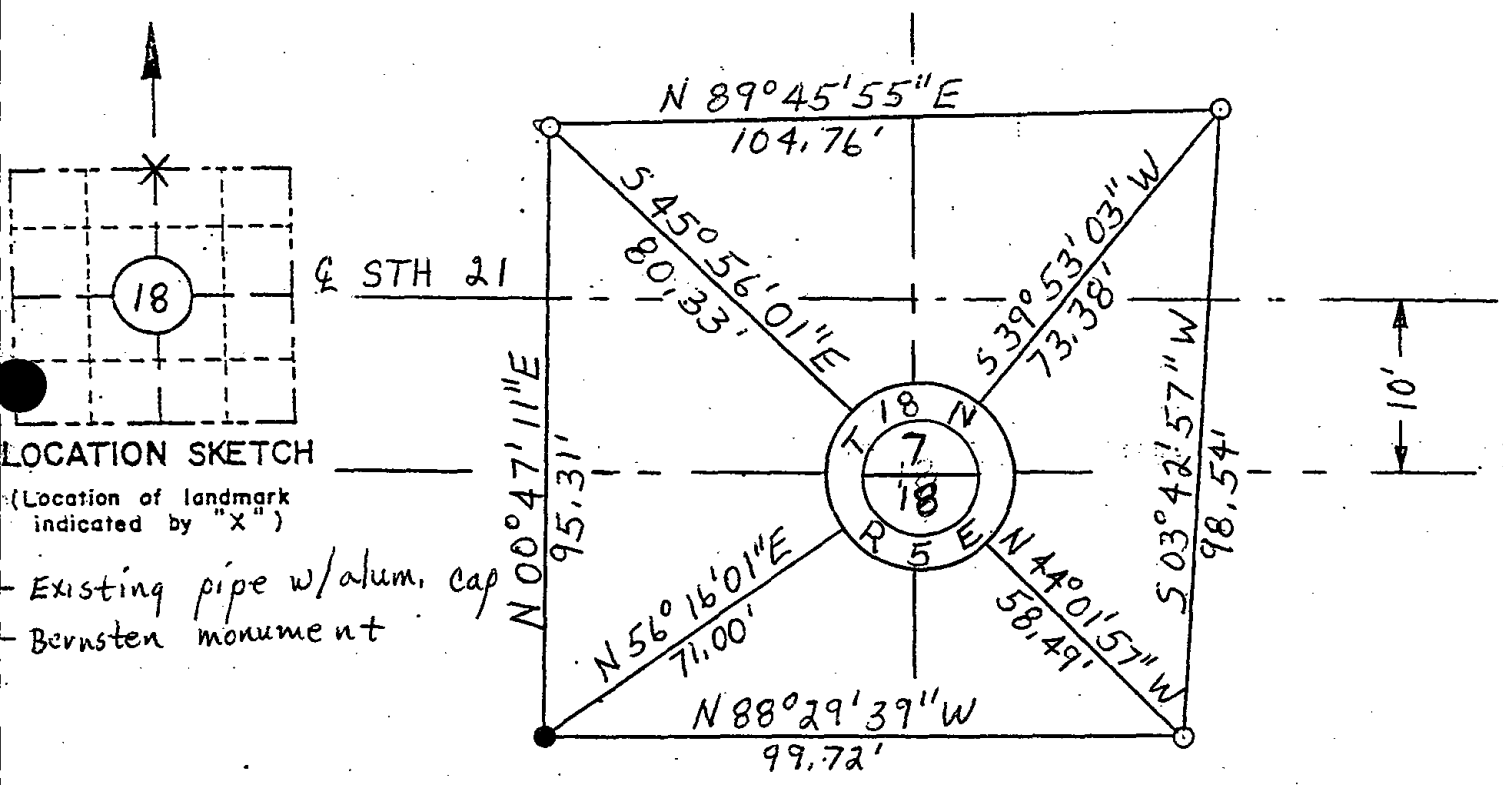 N 89°45'55"E
104.76'
S 45°56'01"E
80.33'
S 39°53'03"W
73.38'
18
℄ STH 21
10'
S 03°42'57"W
98.54'
N 00°47'11"E
95.31'
T 18 N
7
18
R 5 E
LOCATION SKETCH
(Location of landmark
indicated by "X")
X
- Existing pipe w/alum. cap
- Bernsten monument
N 56°16'01"E
71.00'
N 44°01'57"W
58.49'
N 88°29'39"W
99.72'